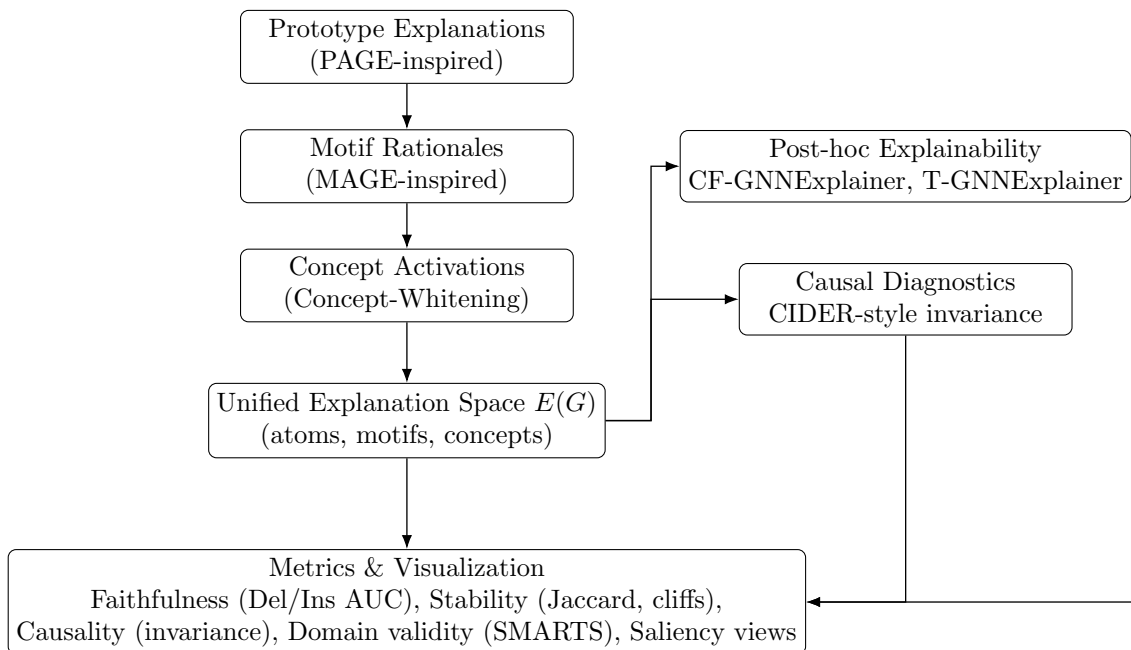 Prototype Explanations
(PAGE-inspired)
Motif Rationales
(MAGE-inspired)
Post-hoc Explainability
CF-GNNExplainer, T-GNNExplainer
Concept Activations
(Concept-Whitening)
Causal Diagnostics
CIDER-style invariance
Unified Explanation Space E(G)
(atoms, motifs, concepts)
Metrics & Visualization
Faithfulness (Del/Ins AUC), Stability (Jaccard, cliffs),
Causality (invariance), Domain validity (SMARTS), Saliency views